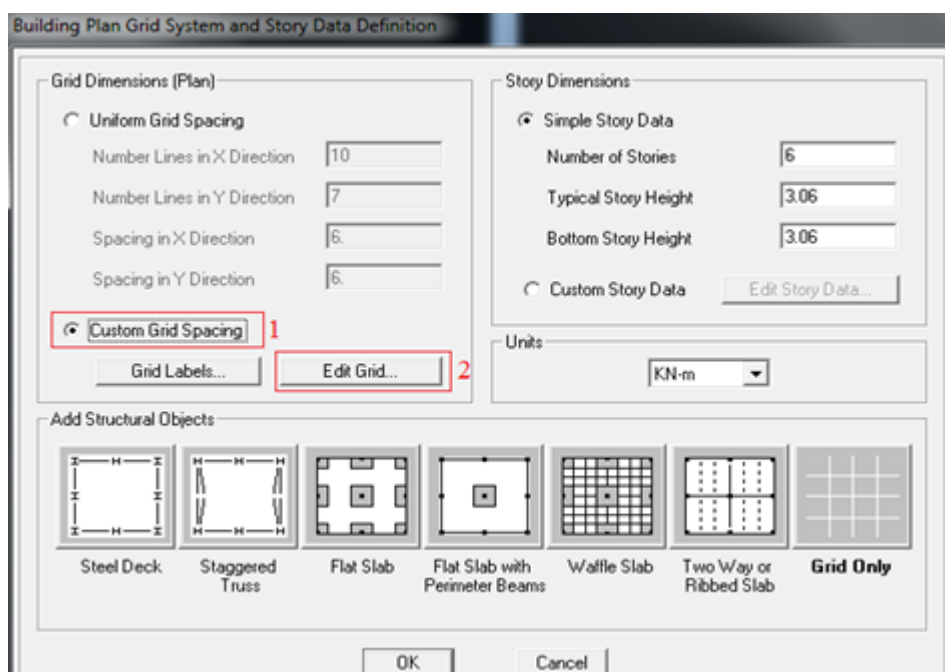 Building Plan Grid System and Story Data Definition
Grid Dimensions (Plan)
Uniform Grid Spacing
Number Lines in X Direction 10
Number Lines in Y Direction 7
Spacing in X Direction 6.
Spacing in Y Direction 6.
Custom Grid Spacing 1
Grid Labels... Edit Grid... 2
Story Dimensions
Simple Story Data
Number of Stories 6
Typical Story Height 3.06
Bottom Story Height 3.06
Custom Story Data Edit Story Data...
Units
KN-m
Add Structural Objects
Steel Deck
Staggered
Truss
Flat Slab
Flat Slab with
Perimeter Beams
Waffle Slab
Two Way or
Ribbed Slab
Grid Only
OK Cancel